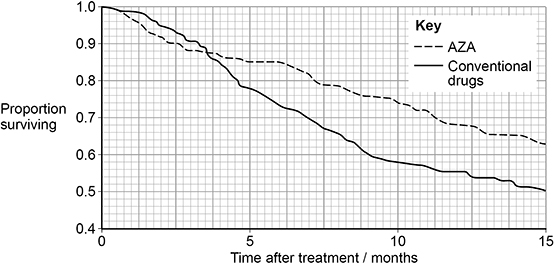 1.0
0.9
0.8
0.7
0.6
0.5
0.4
Proportion
surviving
Key
AZA
Conventional
drugs
0
5
10
15
Time after treatment / months